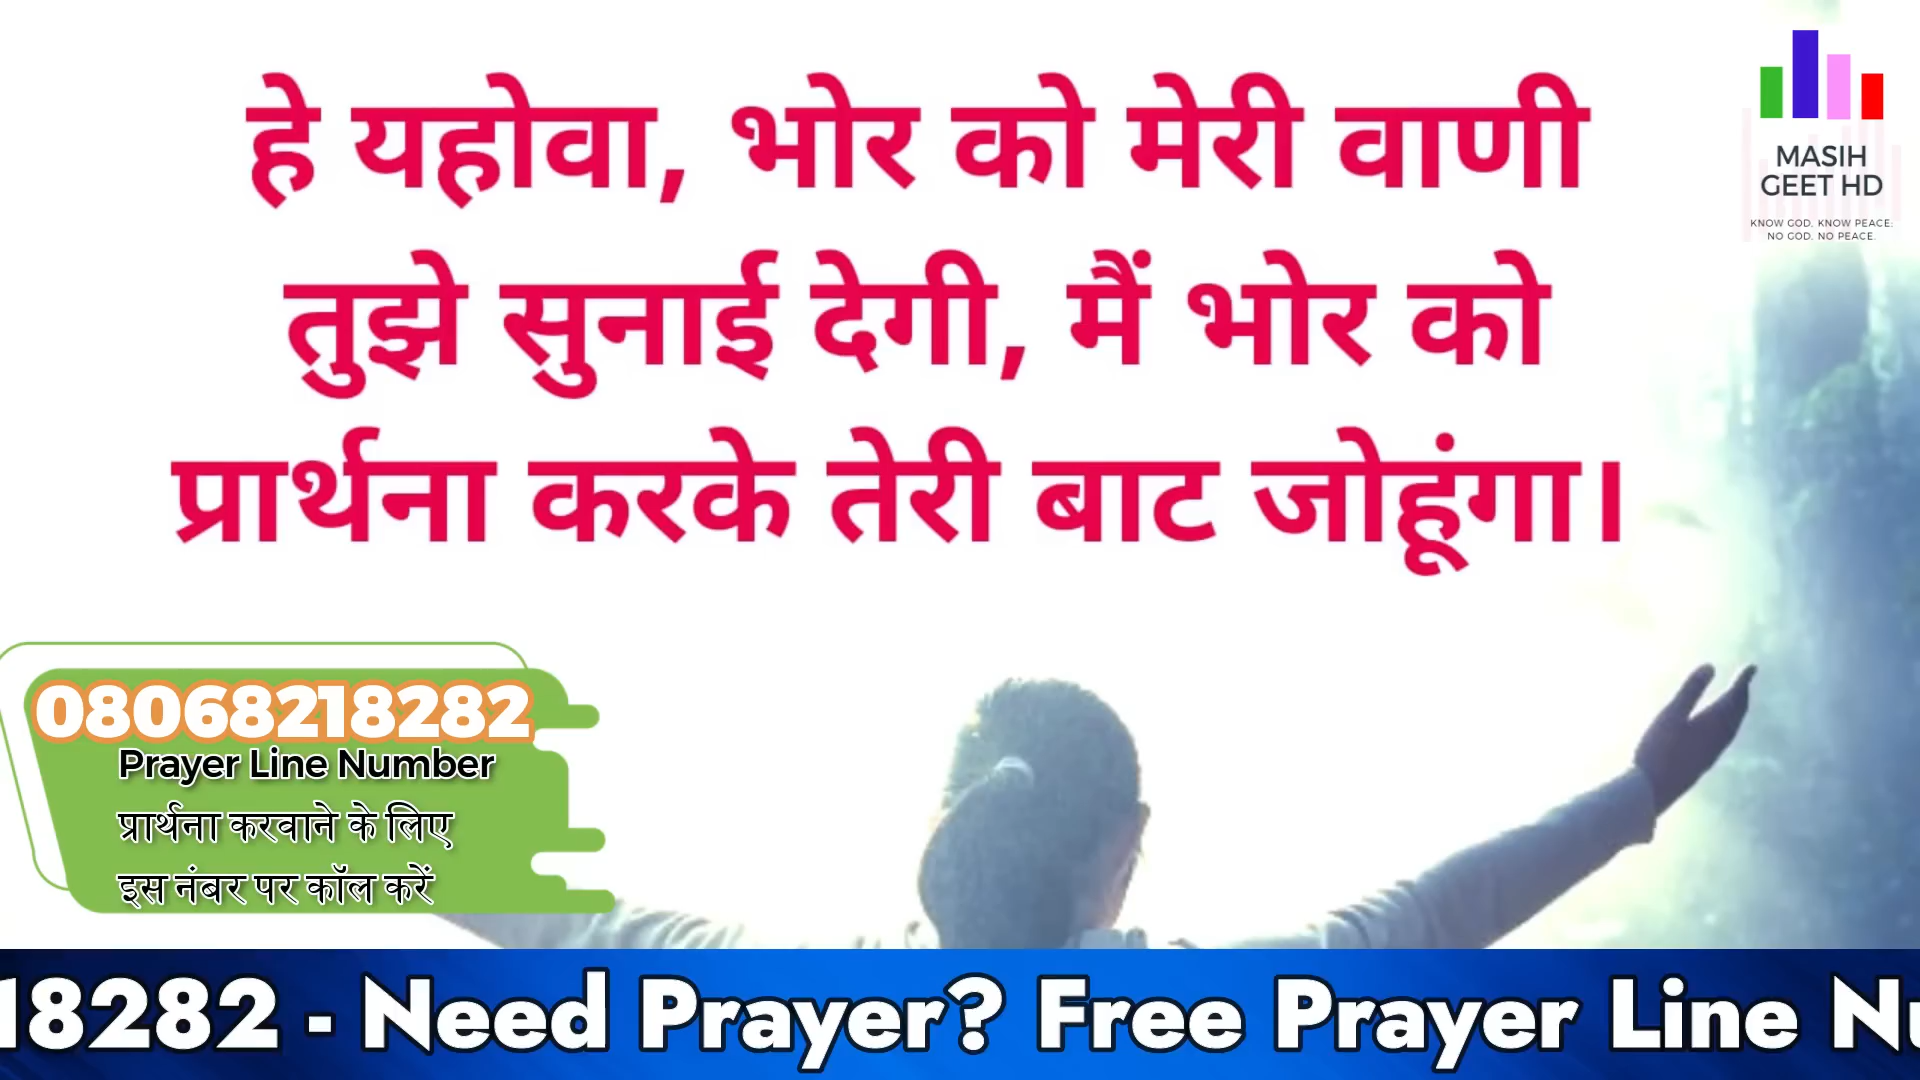 हे यहोवा, भोर को मेरी वाणी
तुझे सुनाई देगी, मैं भोर को
प्रार्थना करके तेरी बाट जोहूंगा।
MASIH
GEET HD
KNOW GOD, KNOW PEACE:
NO GOD, NO PEACE.
08068218282
Prayer Line Number
प्रार्थना करवाने के लिए
इस नंबर पर कॉल करें
18282 - Need Prayer? Free Prayer Line